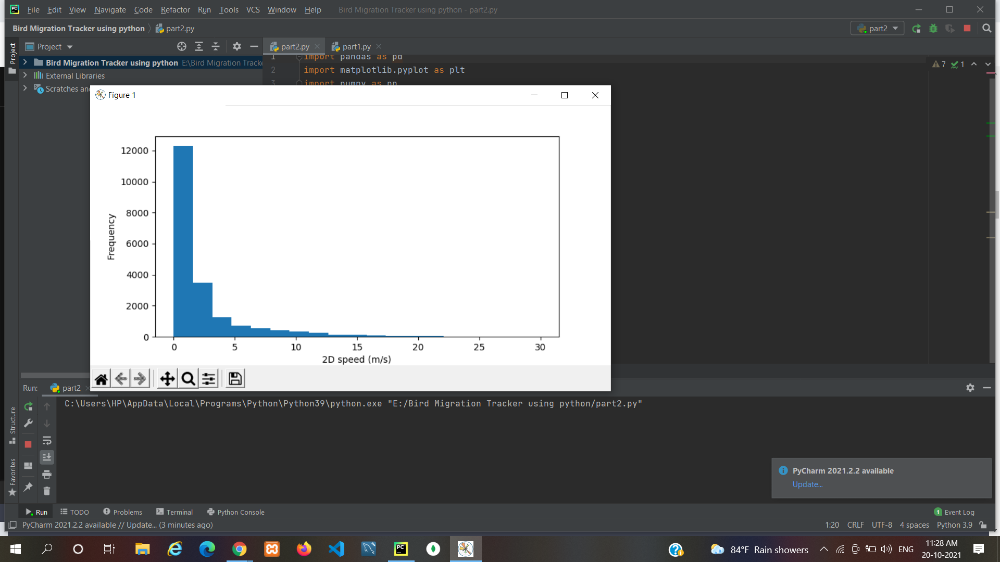 File Edit View Navigate Code Refactor Run Tools VCS Window Help Bird Migration Tracker using python - part2.py
Bird Migration Tracker using python part2.py part2
Project part2.py part1.py
Project
Bird Migration Tracker using python E:\Bird Migration Tracke
External Libraries
Scratches and
1 import pandas as pd
2 import matplotlib.pyplot as plt
3 import numpy as np
7 1
Figure 1
12000
10000
8000
6000
4000
2000
0
Frequency
0 5 10 15 20 25 30
2D speed (m/s)
Run: part2
C:\Users\HP\AppData\Local\Programs\Python\Python39\python.exe "E:/Bird Migration Tracker using python/part2.py"
Structure
Favorites
PyCharm 2021.2.2 available
Update...
Run TODO Problems Terminal Python Console 1 Event Log
PyCharm 2021.2.2 available // Update... (3 minutes ago) 1:20 CRLF UTF-8 4 spaces Python 3.9
84°F Rain showers ENG 11:28 AM
20-10-2021